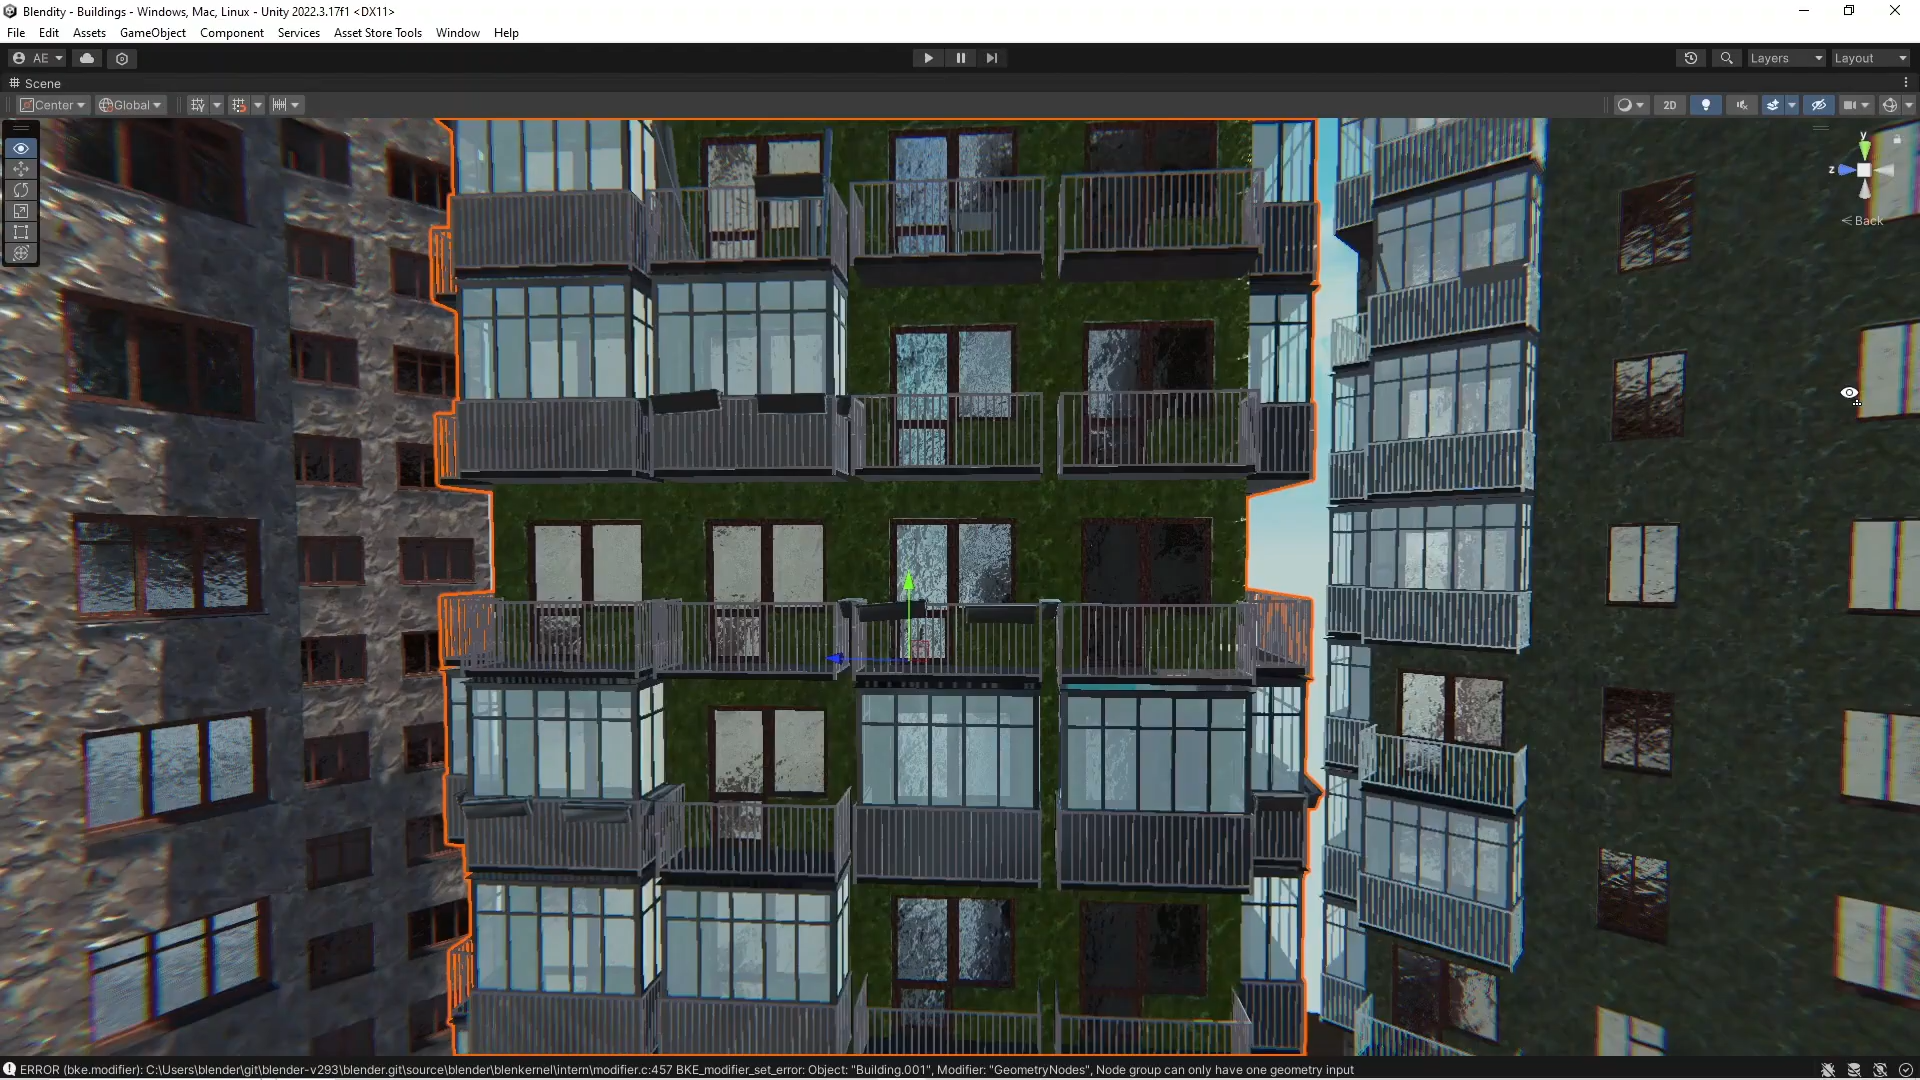 Blendity - Buildings - Windows, Mac, Linux - Unity 2022.3.17f1 <DX11>
File Edit Assets GameObject Component Services Asset Store Tools Window Help
AE Layers Layout
Scene
Center Global 2D
y
z
Back
ERROR (bke.modifier): C:\Users\blender\git\blender-v293\blender.git\source\blender\blenkernel\intern\modifier.c:457 BKE_modifier_set_error: Object: "Building.001", Modifier: "GeometryNodes", Node group can only have one geometry input